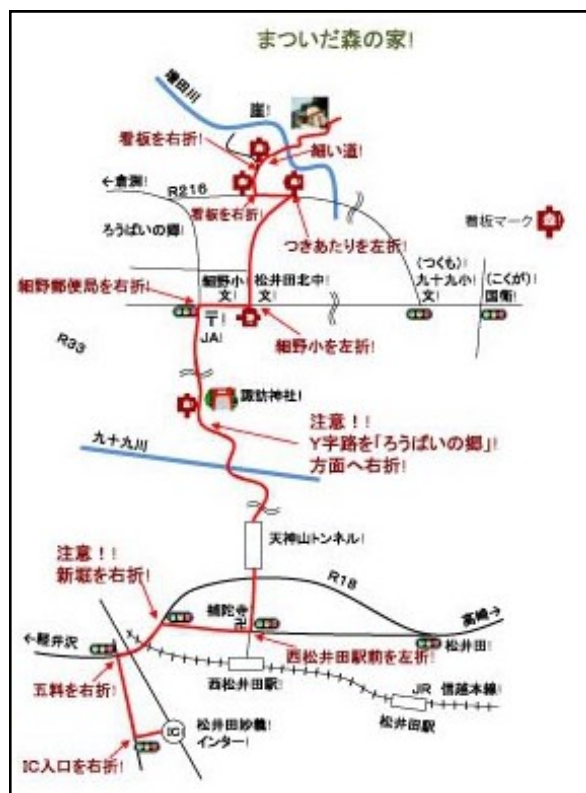 まついだ森の家!
増田川
崖!
看板を右折!
細い道!
←倉渕!
R216
看板を右折!
つきあたりを左折!
看板マーク!
ろうばいの郷!
細野郵便局を右折!
細野小!
文!
松井田北中!
文!
(つくも)!
九十九小!
文!
(こくが)!
国衙!
〒!
JA!
細野小を左折!
R33
諏訪神社!
注意!!
Y字路を「ろうばいの郷」!
方面へ右折!
九十九川
天神山トンネル!
注意!!
新堀を右折!
R18
補陀寺
卍
高崎→
←軽井沢
松井田!
西松井田駅前を左折!
五料を右折!
西松井田駅!
JR 信越本線!
松井田駅
IC
松井田妙義!
インター!
IC入口を右折!